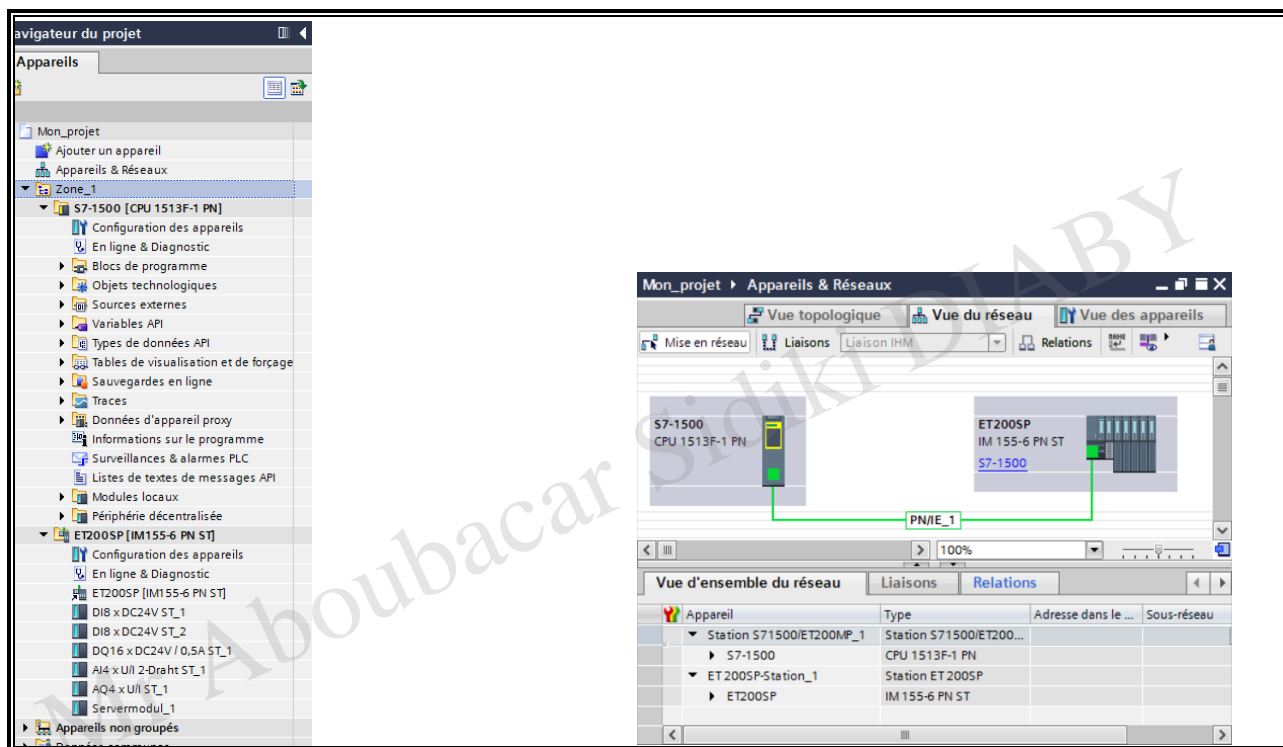 avigateur du projet
Appareils
Mon_projet
Ajouter un appareil
Appareils & Réseaux
Zone_1
S7-1500 [CPU 1513F-1 PN]
Configuration des appareils
En ligne & Diagnostic
Blocs de programme
Objets technologiques
Sources externes
Variables API
Types de données API
Tables de visualisation et de forçage
Sauvegardes en ligne
Traces
Données d'appareil proxy
Informations sur le programme
Surveillances & alarmes PLC
Listes de textes de messages API
Modules locaux
Périphérie décentralisée
ET200SP [IM155-6 PN ST]
Configuration des appareils
En ligne & Diagnostic
ET200SP [IM155-6 PN ST]
DI8 x DC24V ST_1
DI8 x DC24V ST_2
DQ16 x DC24V / 0,5A ST_1
AI4 x U/I 2-Draht ST_1
AQ4 x U/I ST_1
Servermodul_1
Appareils non groupés
Données communes
Mon_projet Appareils & Réseaux
Vue topologique Vue du réseau Vue des appareils
Mise en réseau Liaisons Liaison IHM Relations
S7-1500
CPU 1513F-1 PN
ET200SP
IM 155-6 PN ST
S7-1500
PN/IE_1
100%
Vue d'ensemble du réseau Liaisons Relations
Appareil Type Adresse dans le ... Sous-réseau
Station S71500/ET200MP_1 Station S71500/ET200...
S7-1500 CPU 1513F-1 PN
ET 200SP-Station_1 Station ET 200SP
ET200SP IM 155-6 PN ST
Mr Aboubacar Sidiki DIABY